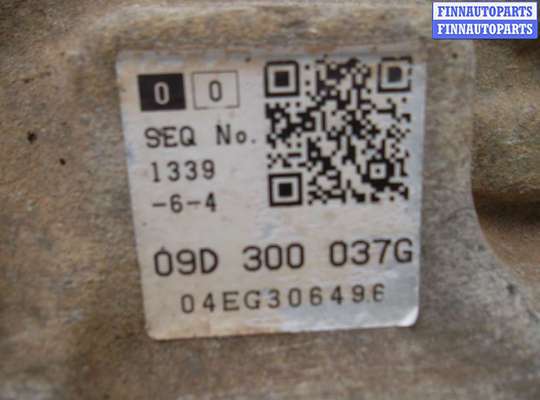 FINNAUTOPARTS
FINNAUTOPARTS
0 0
SEQ No.
1339
-6-4
09D 300 037G
04EG306496